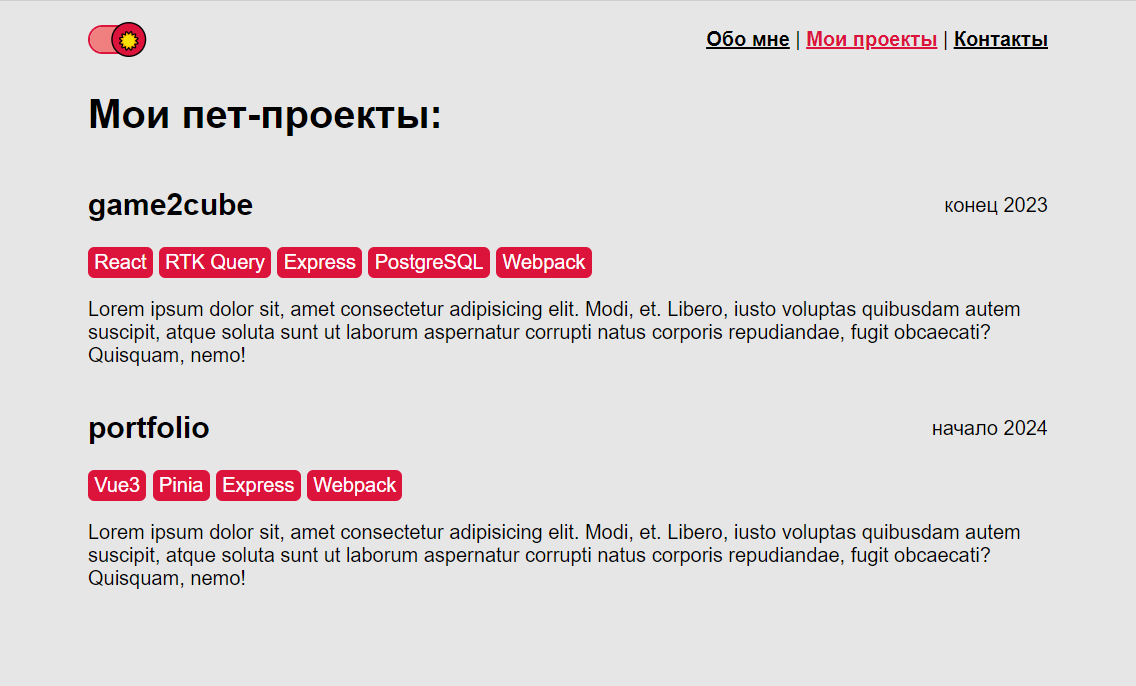 Обо мне | Мои проекты | Контакты
Мои пет-проекты:
game2cube
конец 2023
React RTK Query Express PostgreSQL Webpack
Lorem ipsum dolor sit, amet consectetur adipisicing elit. Modi, et. Libero, iusto voluptas quibusdam autem
suscipit, atque soluta sunt ut laborum aspernatur corrupti natus corporis repudiandae, fugit obcaecati?
Quisquam, nemo!
portfolio
начало 2024
Vue3 Pinia Express Webpack
Lorem ipsum dolor sit, amet consectetur adipisicing elit. Modi, et. Libero, iusto voluptas quibusdam autem
suscipit, atque soluta sunt ut laborum aspernatur corrupti natus corporis repudiandae, fugit obcaecati?
Quisquam, nemo!